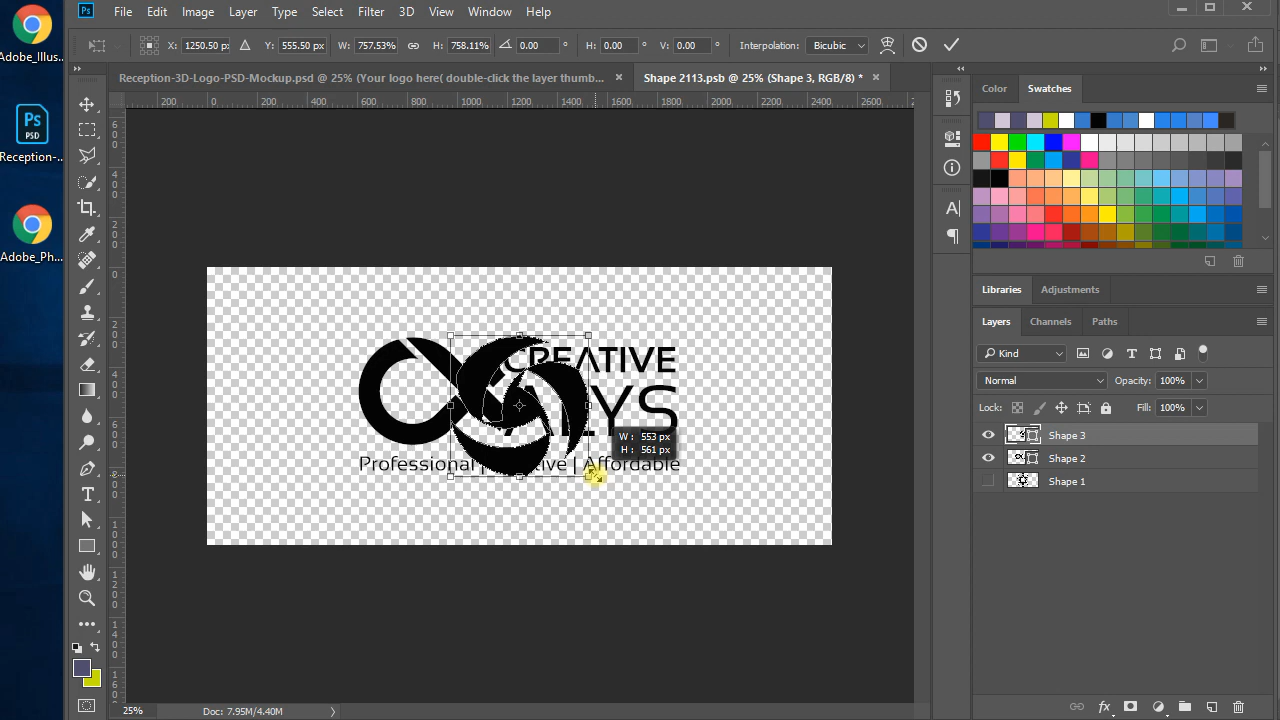 Ps File Edit Image Layer Type Select Filter 3D View Window Help
X: 1250.50 px Y: 555.50 px W: 757.53% H: 758.11% 0.00 ° H: 0.00 ° V: 0.00 ° Interpolation: Bicubic
Adobe_Illus...
Reception-3D-Logo-PSD-Mockup.psd @ 25% (Your logo here( double-click the layer thumb... × Shape 2113.psb @ 25% (Shape 3, RGB/8) * ×
Color Swatches
200 0 200 400 600 800 1000 1200 1400 1600 1800 2000 2200 2400 2600
Ps
PSD
Reception-...
Adobe_Ph...
Libraries Adjustments
Layers Channels Paths
Kind
Normal Opacity: 100%
Lock: Fill: 100%
CREATIVE
W : 553 px
H : 561 px
Professional | Affordable
Shape 3
Shape 2
Shape 1
25% Doc: 7.95M/4.40M
fx